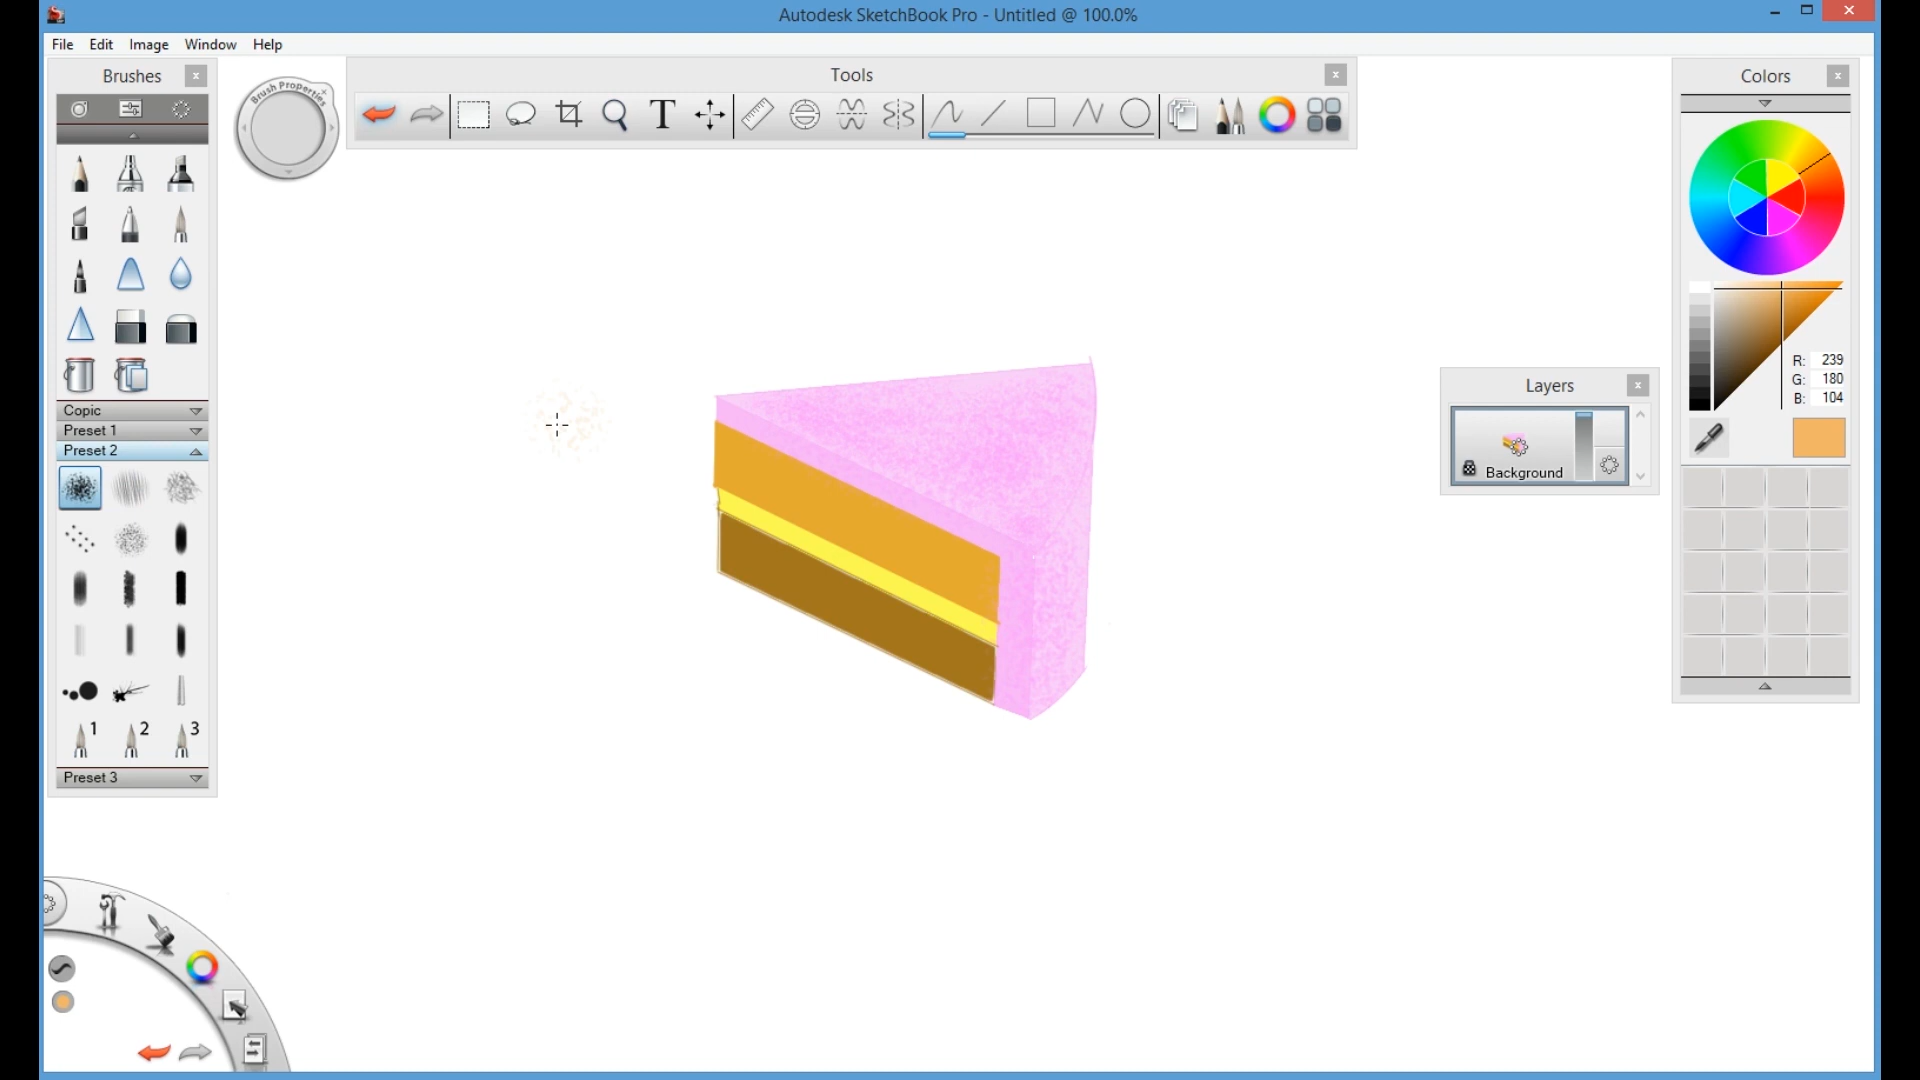 Autodesk SketchBook Pro - Untitled @ 100.0%
File Edit Image Window Help
Brushes
Brush Properties
Tools
T
Colors
R: 239
G: 180
B: 104
Layers
Background
Copic
Preset 1
Preset 2
1 2 3
Preset 3